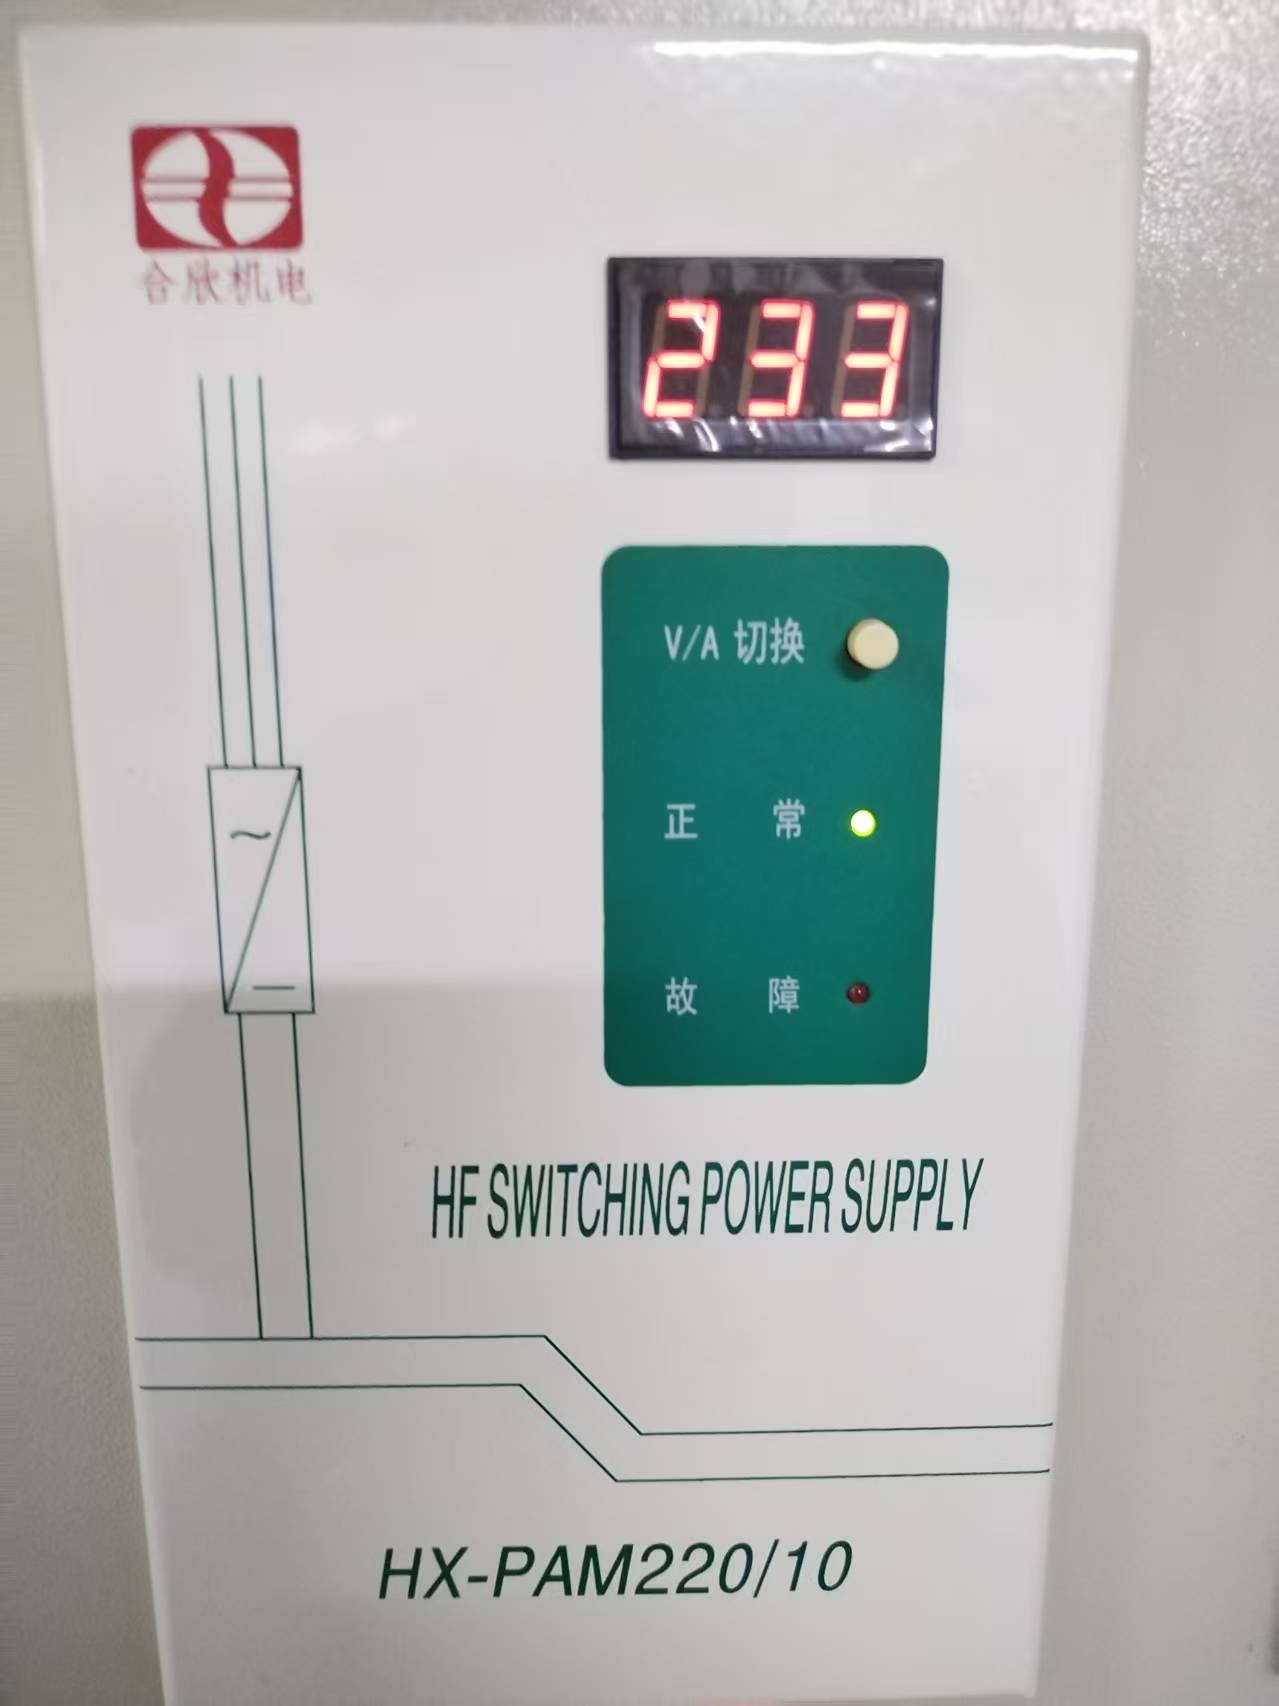 合欣机电
233
V/A 切换
正 常
故 障
HF SWITCHING POWER SUPPLY
HX-PAM220/10